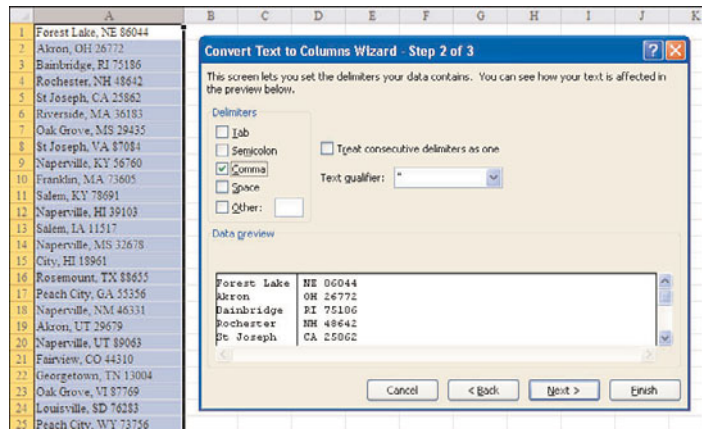 A B C D E F G H I J K
1 Forest Lake, NE 86044
2 Akron, OH 26772
3 Bainbridge, RI 75186
4 Rochester, NH 48642
5 St Joseph, CA 25862
6 Riverside, MA 36183
7 Oak Grove, MS 29435
8 St Joseph, VA 87084
9 Naperville, KY 56760
10 Franklin, MA 73605
11 Salem, KY 78691
12 Naperville, HI 39103
13 Salem, IA 11517
14 Naperville, MS 32678
15 City, HI 18961
16 Rosemount, TX 88655
17 Peach City, GA 55356
18 Naperville, NM 46331
19 Akron, UT 29679
20 Naperville, UT 89063
21 Fairview, CO 44310
22 Georgetown, TN 13004
23 Oak Grove, VI 87769
24 Louisville, SD 76283
25 Peach City, WY 73756
Convert Text to Columns Wizard - Step 2 of 3
This screen lets you set the delimiters your data contains. You can see how your text is affected in
the preview below.
Delimiters
Tab
Semicolon
Comma
Space
Other:
Treat consecutive delimiters as one
Text qualifier: "
Data preview
Forest Lake NE 86044
Akron OH 26772
Bainbridge RI 75186
Rochester NH 48642
St Joseph CA 25862
Cancel < Back Next > Finish